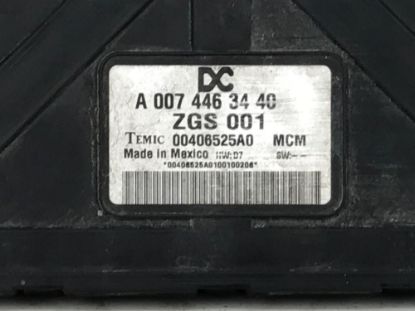 DC
A 007 446 34 40
ZGS 001
TEMIC 00406525A0 MCM
Made in Mexico HW:07 SW:--
"00406525A0100100206"